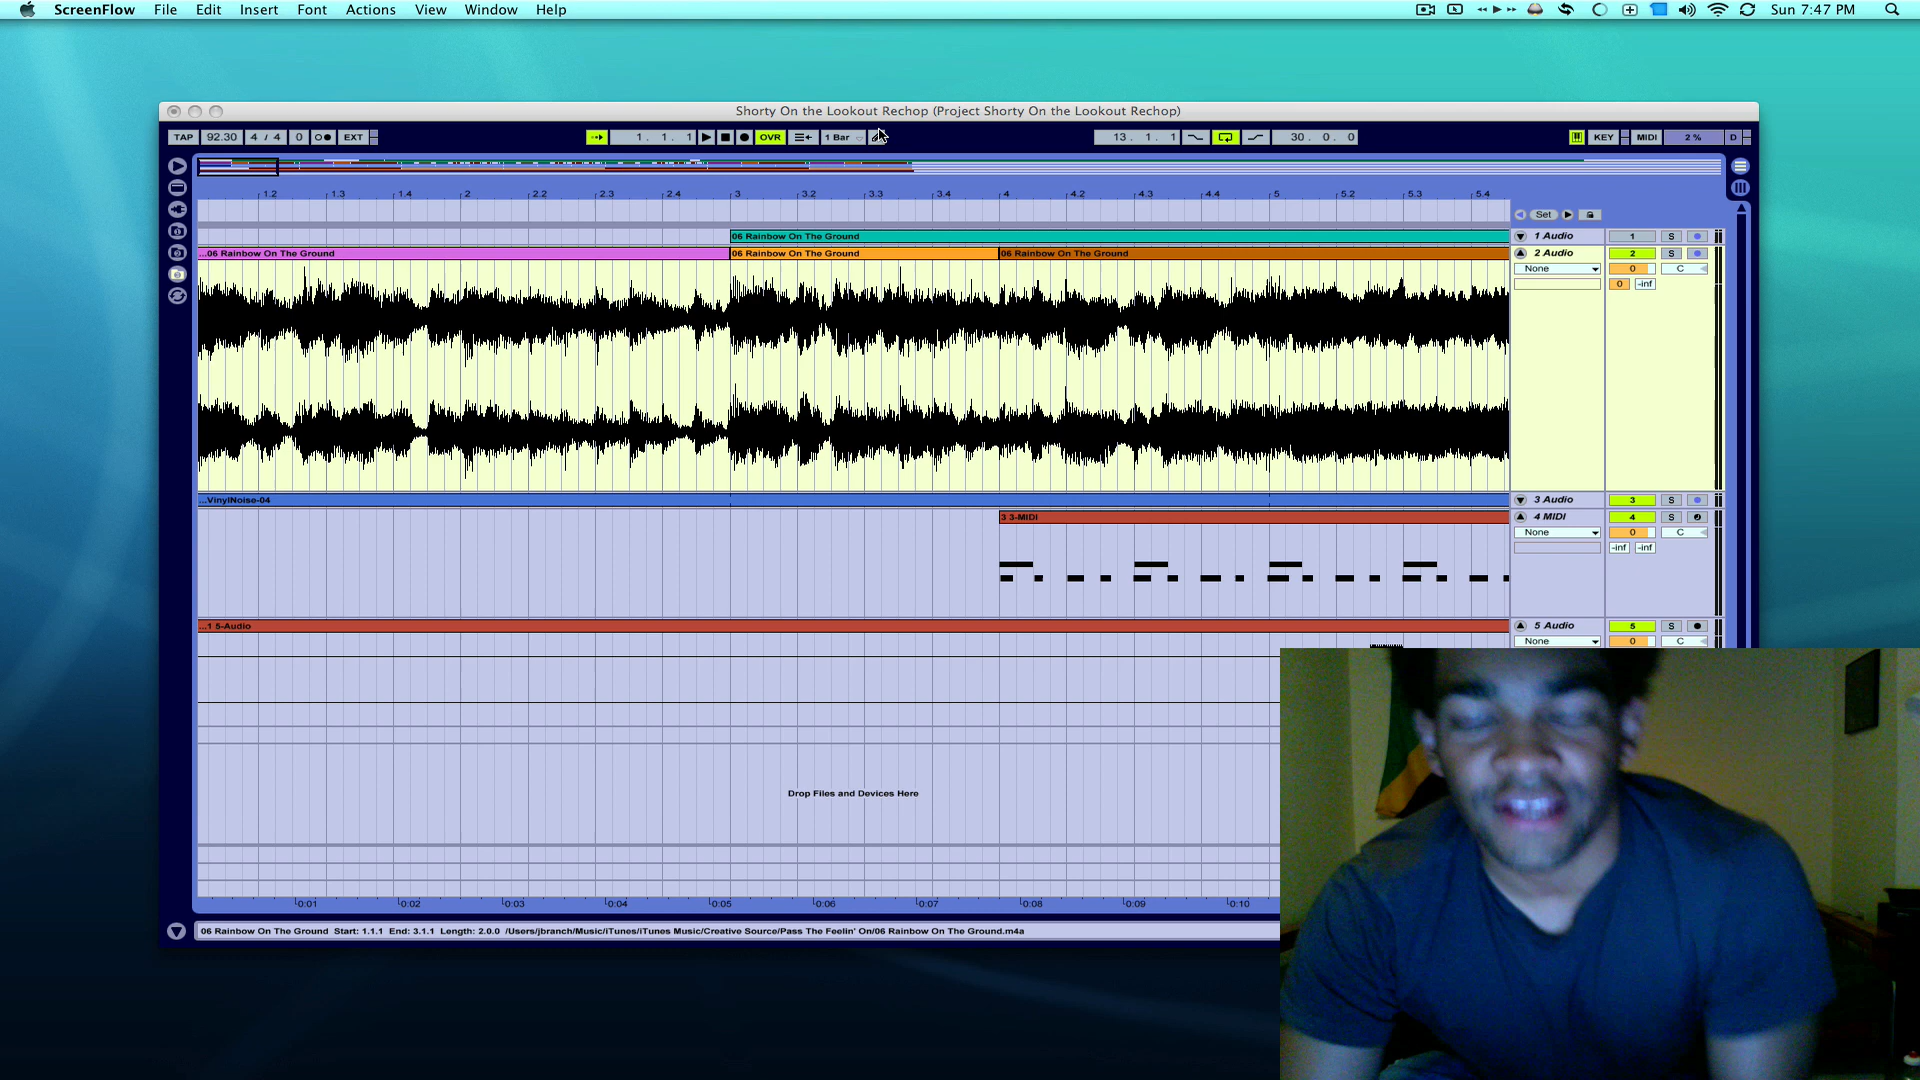 ScreenFlow File Edit Insert Font Actions View Window Help Sun 7:47 PM
Shorty On the Lookout Rechop (Project Shorty On the Lookout Rechop)
TAP 92.30 4 / 4 0 EXT 1. 1. 1 OVR 1 Bar 13. 1. 1 30. 0. 0 KEY MIDI 2 % D
1.2 1.3 1.4 2 2.2 2.3 2.4 3 3.2 3.3 3.4 4 4.2 4.3 4.4 5 5.2 5.3 5.4
Set
06 Rainbow On The Ground 1 Audio 1 S
...06 Rainbow On The Ground 06 Rainbow On The Ground 06 Rainbow On The Ground 2 Audio 2 S
None 0 C
0 -inf
...VinylNoise-04 3 Audio 3 S
3 3-MIDI 4 MIDI 4 S
None 0 C
-inf -inf
...1 5-Audio 5 Audio 5 S
None 0 C
Drop Files and Devices Here
0:01 0:02 0:03 0:04 0:05 0:06 0:07 0:08 0:09 0:10
06 Rainbow On The Ground Start: 1.1.1 End: 3.1.1 Length: 2.0.0 /Users/jbranch/Music/iTunes/iTunes Music/Creative Source/Pass The Feelin' On/06 Rainbow On The Ground.m4a